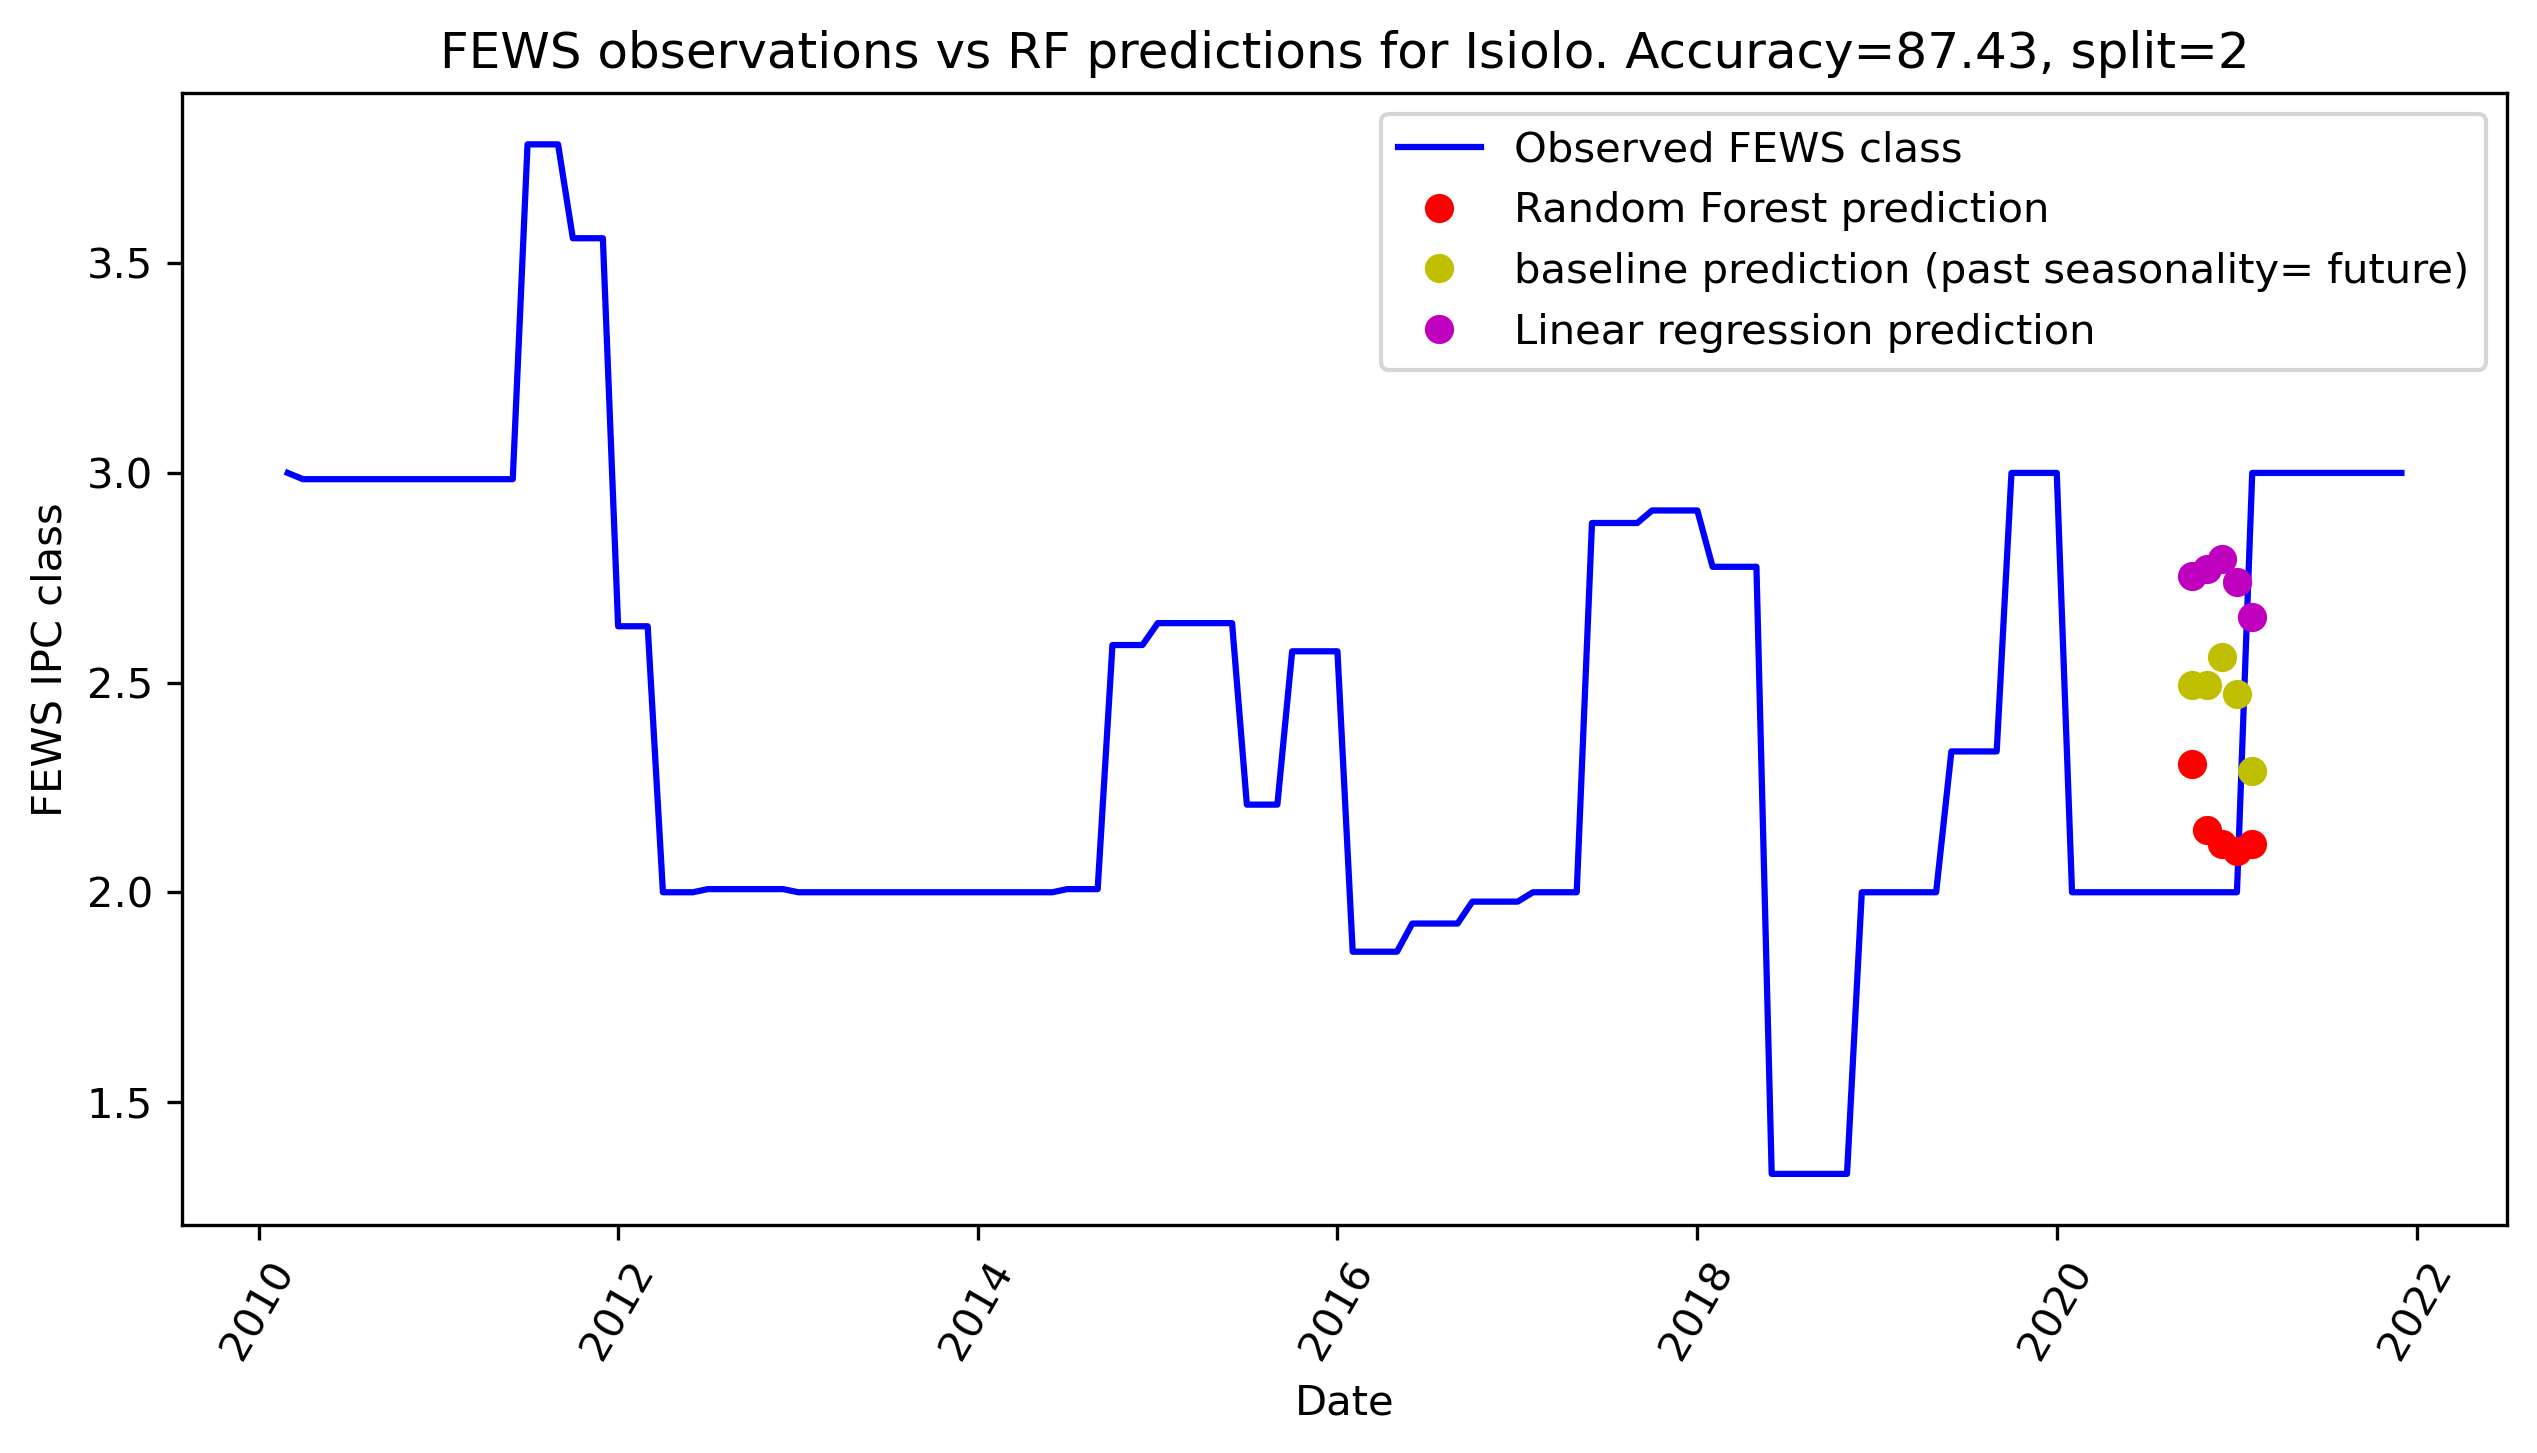 FEWS observations vs RF predictions for Isiolo. Accuracy=87.43, split=2
Observed FEWS class
Random Forest prediction
baseline prediction (past seasonality= future)
Linear regression prediction
FEWS IPC class
3.5
3.0
2.5
2.0
1.5
2010
2012
2014
2016
2018
2020
2022
Date